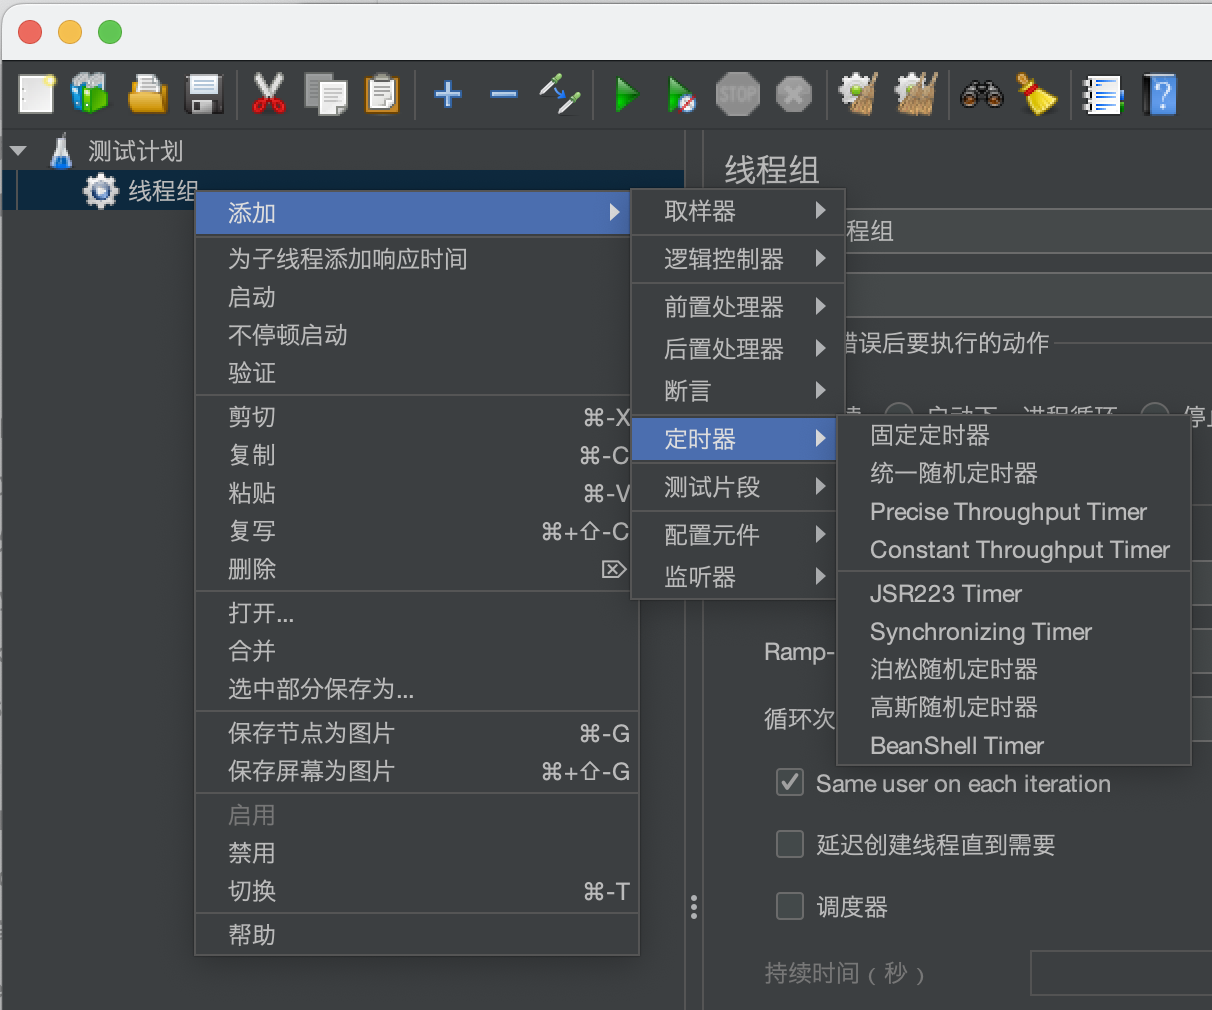 STOP
测试计划
线程组
添加
为子线程添加响应时间
启动
不停顿启动
验证
剪切 ⌘-X
复制 ⌘-C
粘贴 ⌘-V
复写 ⌘+⇧-C
删除 ⌦
打开...
合并
选中部分保存为...
保存节点为图片 ⌘-G
保存屏幕为图片 ⌘+⇧-G
启用
禁用
切换 ⌘-T
帮助
取样器
逻辑控制器
前置处理器
后置处理器
断言
定时器
测试片段
配置元件
监听器
固定定时器
统一随机定时器
Precise Throughput Timer
Constant Throughput Timer
JSR223 Timer
Synchronizing Timer
泊松随机定时器
高斯随机定时器
BeanShell Timer
线程组
程组
错误后要执行的动作
启动下一进程循环
停止
Ramp-
循环次
Same user on each iteration
延迟创建线程直到需要
调度器
持续时间（秒）